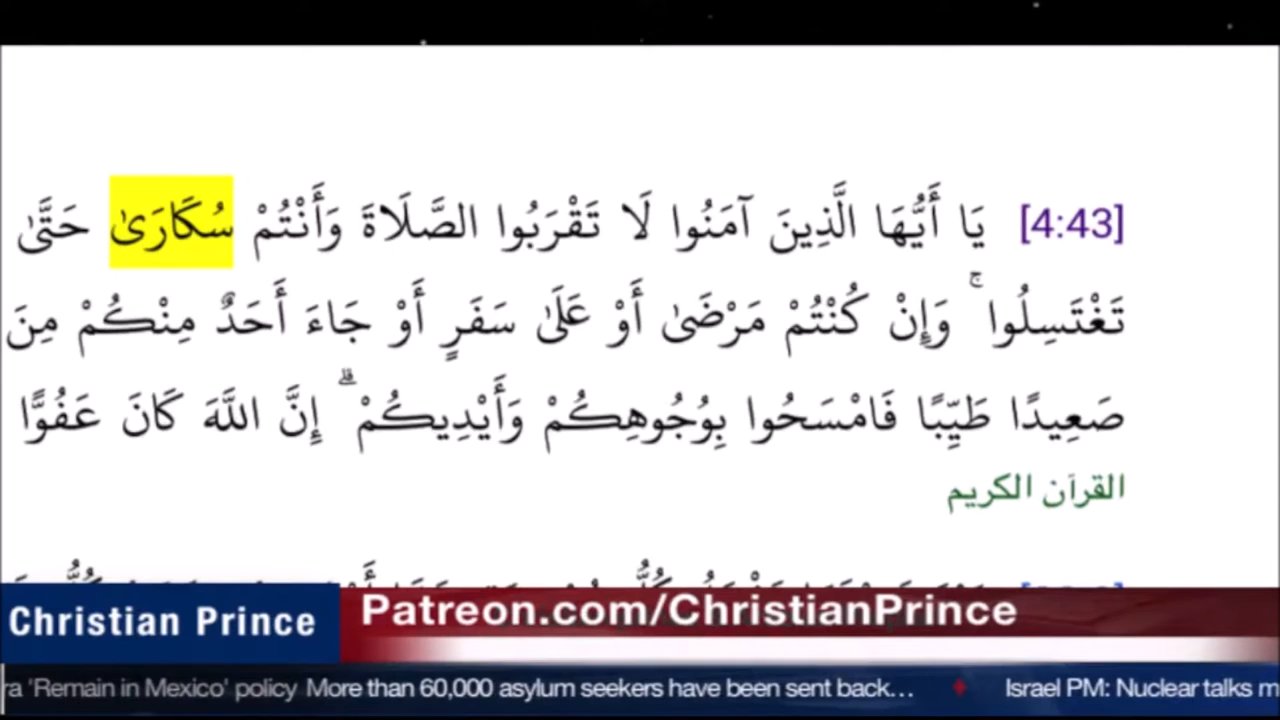 [4:43] يَا أَيُّهَا الَّذِينَ آمَنُوا لَا تَقْرَبُوا الصَّلَاةَ وَأَنْتُمْ سُكَارَىٰ حَتَّىٰ
تَغْتَسِلُوا ۚ وَإِنْ كُنْتُمْ مَرْضَىٰ أَوْ عَلَىٰ سَفَرٍ أَوْ جَاءَ أَحَدٌ مِنْكُمْ مِنَ
صَعِيدًا طَيِّبًا فَامْسَحُوا بِوُجُوهِكُمْ وَأَيْدِيكُمْ ۗ إِنَّ اللَّهَ كَانَ عَفُوًّا
القرآن الكريم
Christian Prince
Patreon.com/ChristianPrince
'Remain in Mexico' policy More than 60,000 asylum seekers have been sent back... Israel PM: Nuclear talks